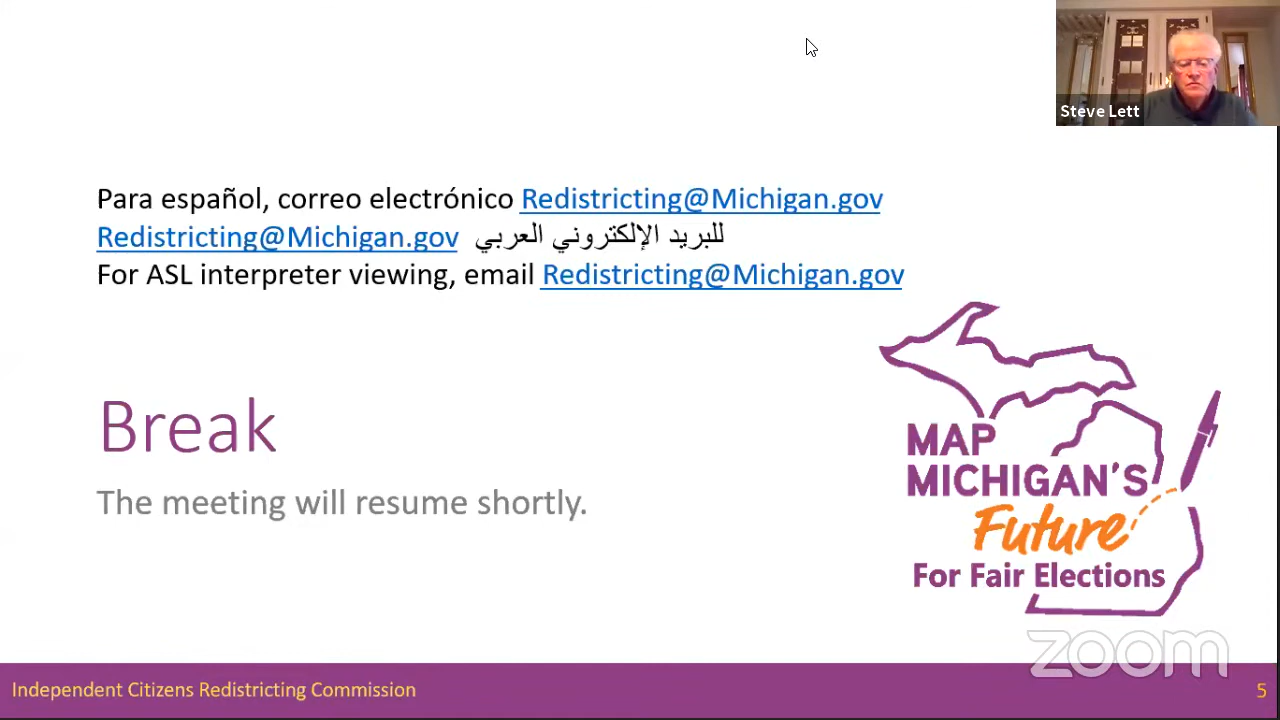 Steve Lett
Para español, correo electrónico Redistricting@Michigan.gov
Redistricting@Michigan.gov للبريد الإلكتروني العربي
For ASL interpreter viewing, email Redistricting@Michigan.gov
Break
The meeting will resume shortly.
MAP
MICHIGAN'S
Future
For Fair Elections
zoom
Independent Citizens Redistricting Commission
5